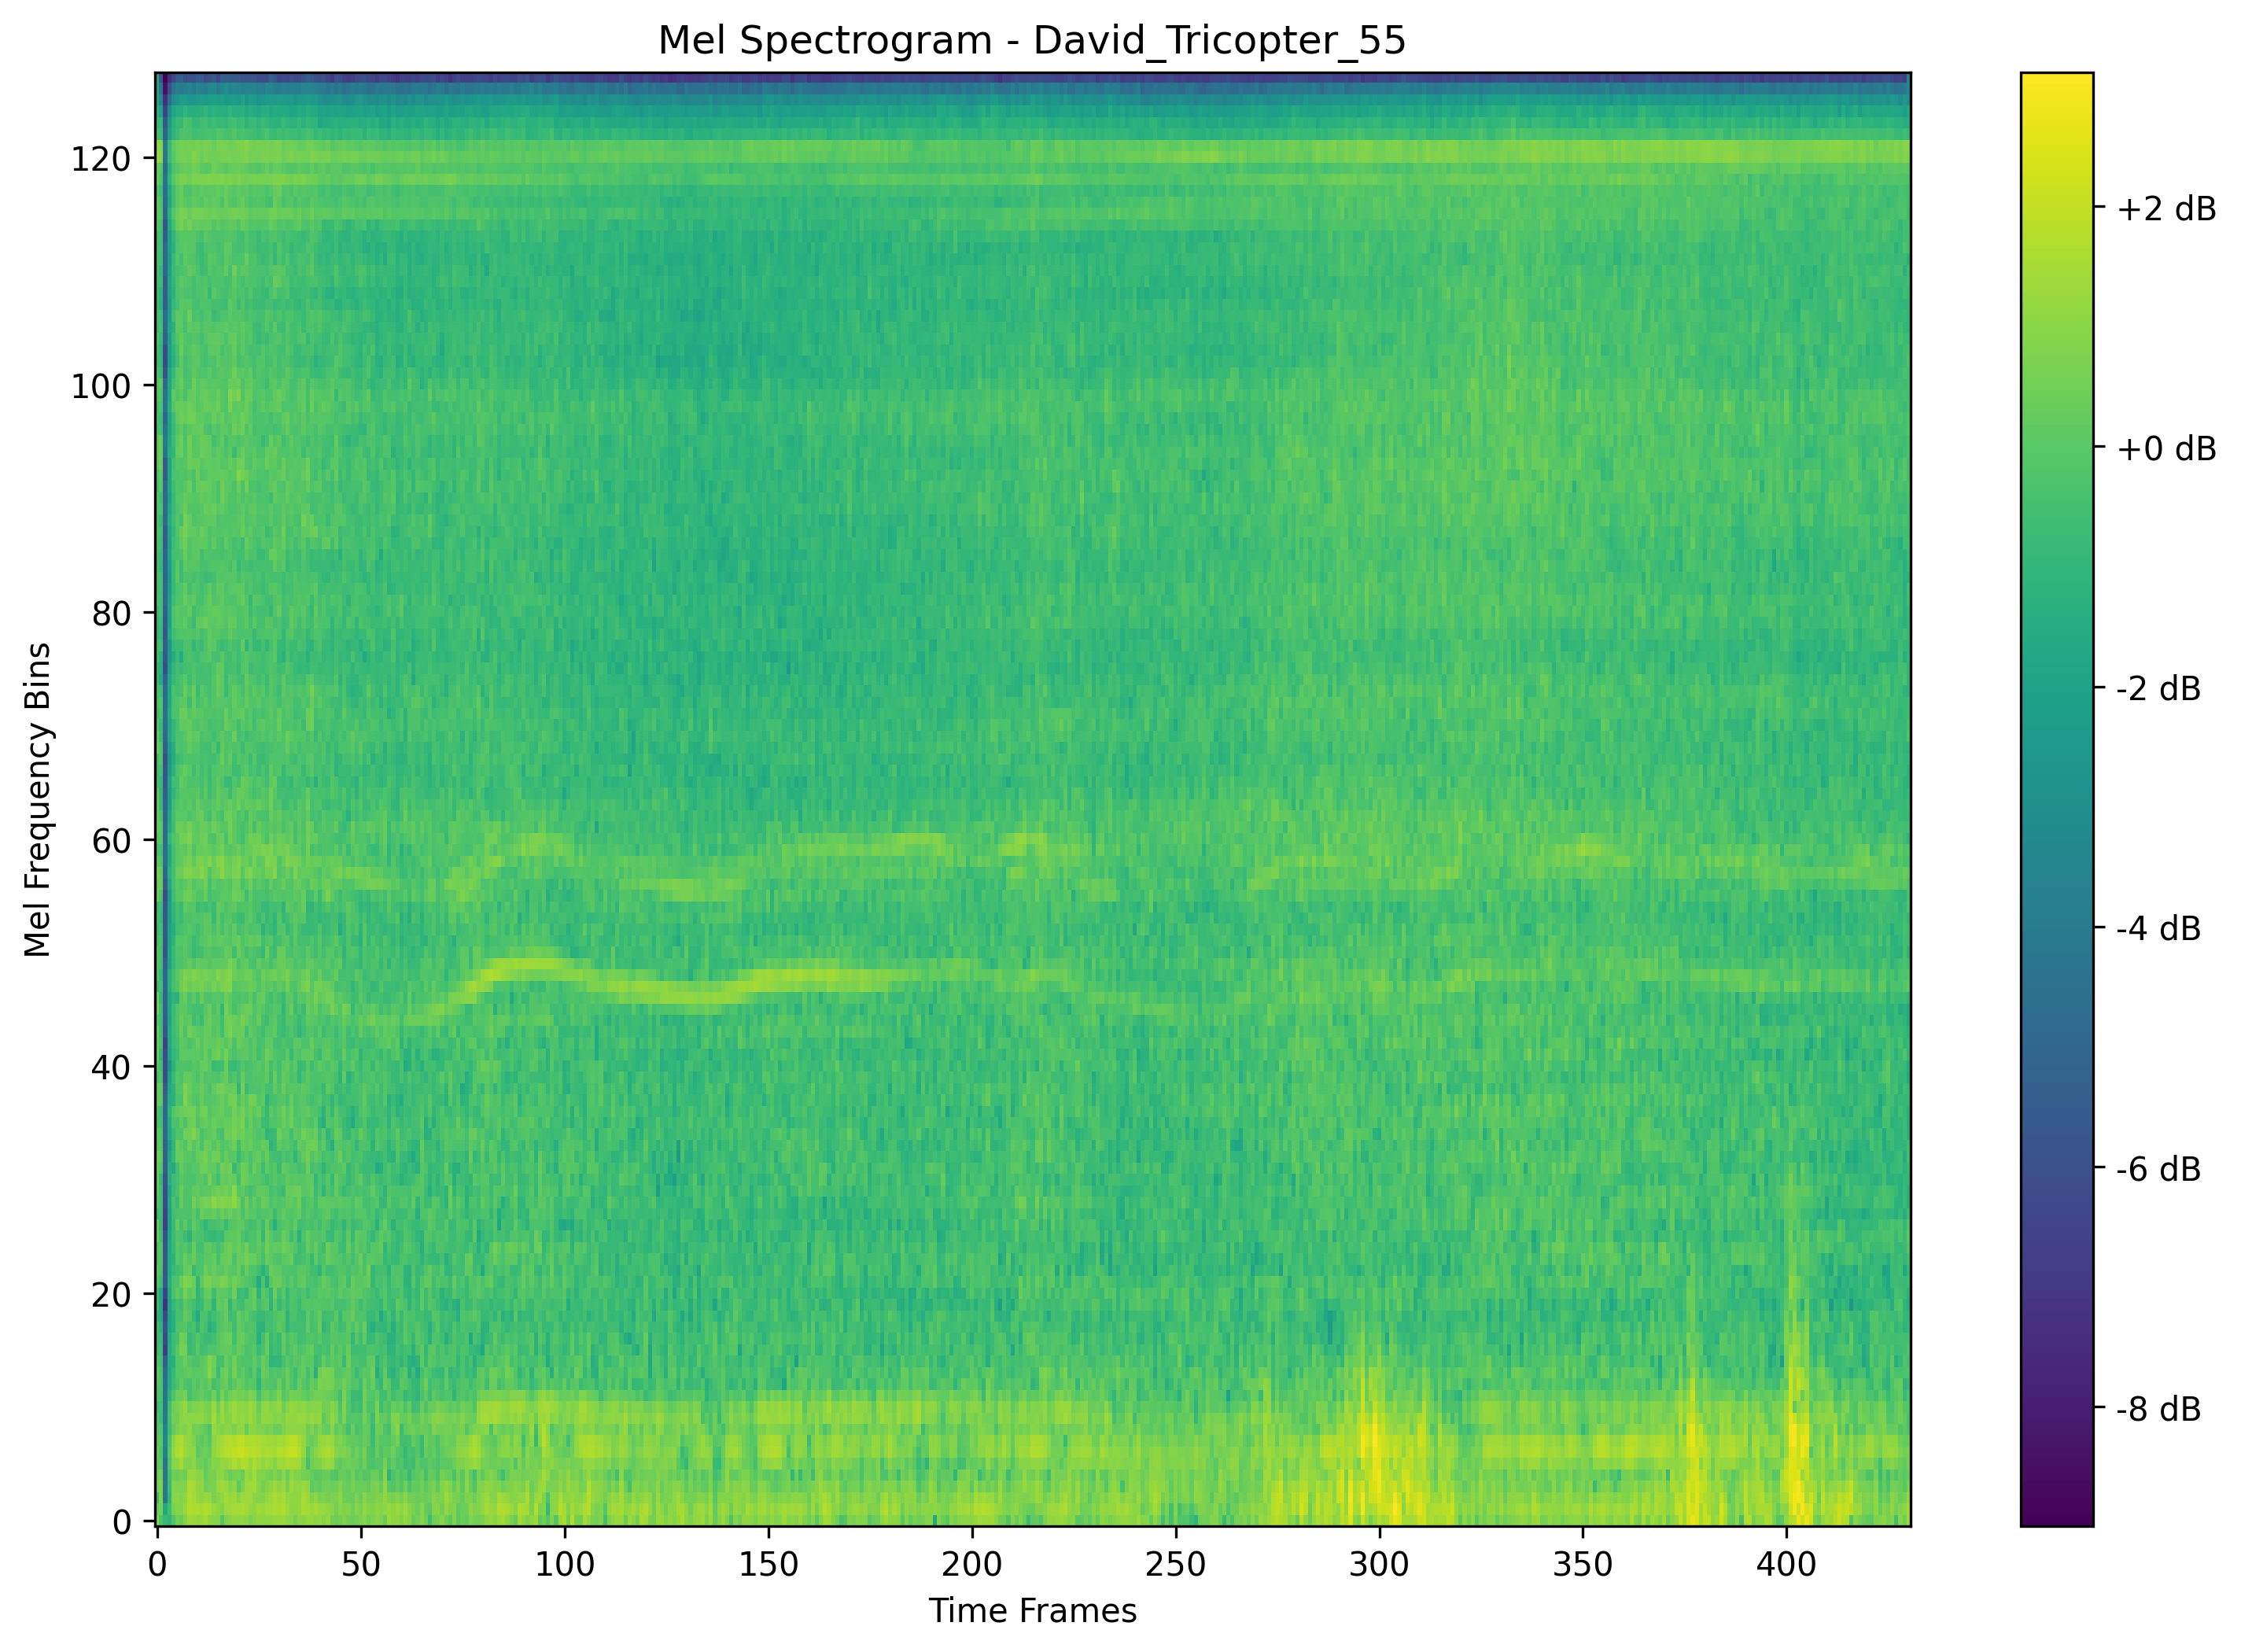 Mel Spectrogram - David_Tricopter_55
Mel Frequency Bins
120
100
80
60
40
20
0
0 50 100 150 200 250 300 350 400
Time Frames
+2 dB
+0 dB
-2 dB
-4 dB
-6 dB
-8 dB